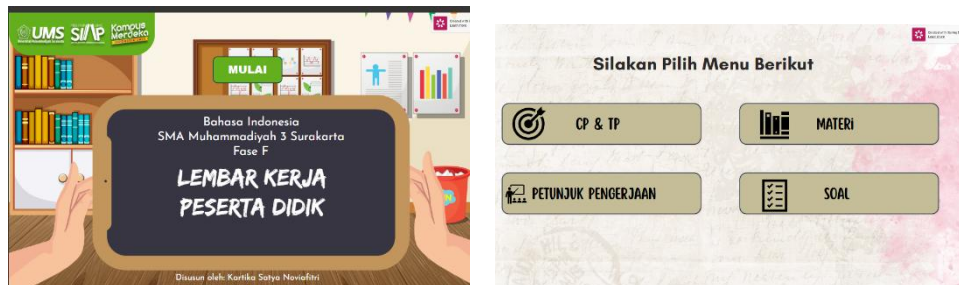 UMS SIAP Kampus
Merdeka
MULAI
Bahasa Indonesia
SMA Muhammadiyah 3 Surakarta
Fase F
LEMBAR KERJA
PESERTA DIDIK
Disusun oleh: Kartika Satya Noviafitri
Silakan Pilih Menu Berikut
CP & TP
MATERI
PETUNJUK PENGERJAAN
SOAL